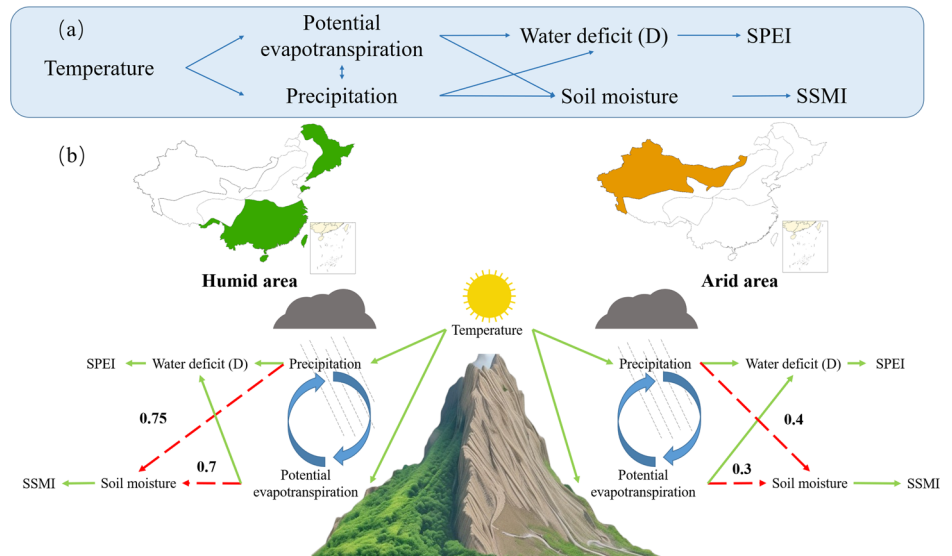 (a)
Potential
evapotranspiration
Water deficit (D)
SPEI
Temperature
Precipitation
Soil moisture
SSMI
(b)
Humid area
Arid area
Temperature
SPEI
Water deficit (D)
Precipitation
0.75
0.7
SSMI
Soil moisture
Potential
evapotranspiration
Precipitation
Water deficit (D)
SPEI
0.4
0.3
Potential
evapotranspiration
Soil moisture
SSMI